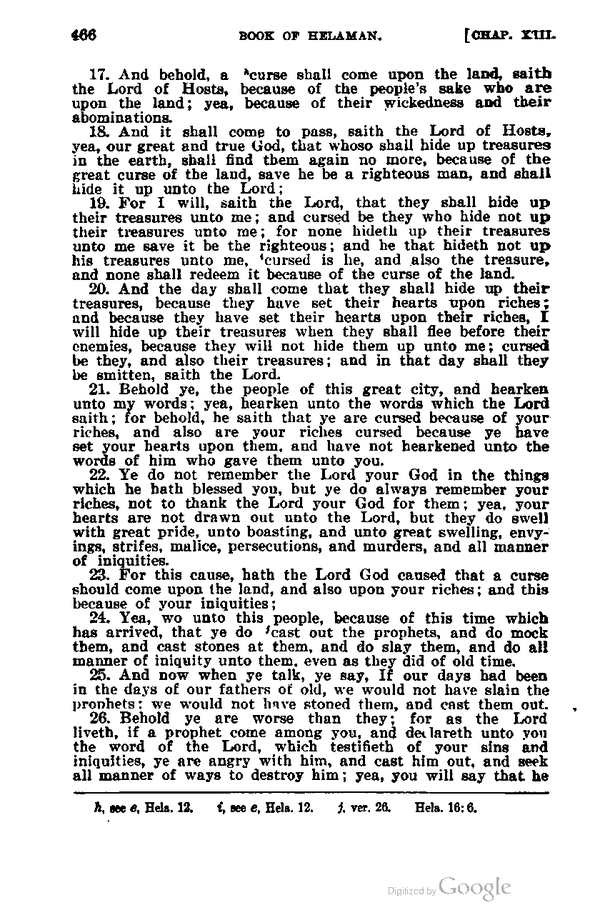 466 BOOK OF HELAMAN. [CHAP. XIII.
17. And behold, a ʰcurse shall come upon the land, saith
the Lord of Hosts, because of the people's sake who are
upon the land; yea, because of their wickedness and their
abominations.
18. And it shall come to pass, saith the Lord of Hosts,
yea, our great and true God, that whoso shall hide up treasures
in the earth, shall find them again no more, because of the
great curse of the land, save he be a righteous man, and shall
hide it up unto the Lord;
19. For I will, saith the Lord, that they shall hide up
their treasures unto me; and cursed be they who hide not up
their treasures unto me; for none hideth up their treasures
unto me save it be the righteous; and he that hideth not up
his treasures unto me, ⁱcursed is he, and also the treasure,
and none shall redeem it because of the curse of the land.
20. And the day shall come that they shall hide up their
treasures, because they have set their hearts upon riches;
and because they have set their hearts upon their riches, I
will hide up their treasures when they shall flee before their
enemies, because they will not hide them up unto me; cursed
be they, and also their treasures; and in that day shall they
be smitten, saith the Lord.
21. Behold ye, the people of this great city, and hearken
unto my words; yea, hearken unto the words which the Lord
saith; for behold, he saith that ye are cursed because of your
riches, and also are your riches cursed because ye have
set your hearts upon them, and have not hearkened unto the
words of him who gave them unto you.
22. Ye do not remember the Lord your God in the things
which he hath blessed you, but ye do always remember your
riches, not to thank the Lord your God for them; yea, your
hearts are not drawn out unto the Lord, but they do swell
with great pride, unto boasting, and unto great swelling, envy-
ings, strifes, malice, persecutions, and murders, and all manner
of iniquities.
23. For this cause, hath the Lord God caused that a curse
should come upon the land, and also upon your riches; and this
because of your iniquities;
24. Yea, wo unto this people, because of this time which
has arrived, that ye do ʲcast out the prophets, and do mock
them, and cast stones at them, and do slay them, and do all
manner of iniquity unto them, even as they did of old time.
25. And now when ye talk, ye say, If our days had been
in the days of our fathers of old, we would not have slain the
prophets; we would not have stoned them, and cast them out.
26. Behold ye are worse than they; for as the Lord
liveth, if a prophet come among you, and declareth unto you
the word of the Lord, which testifieth of your sins and
iniquities, ye are angry with him, and cast him out, and seek
all manner of ways to destroy him; yea, you will say that he
h, see e, Hela. 12. i, see e, Hela. 12. j, ver. 26. Hela. 16:6.
Digitized by Google